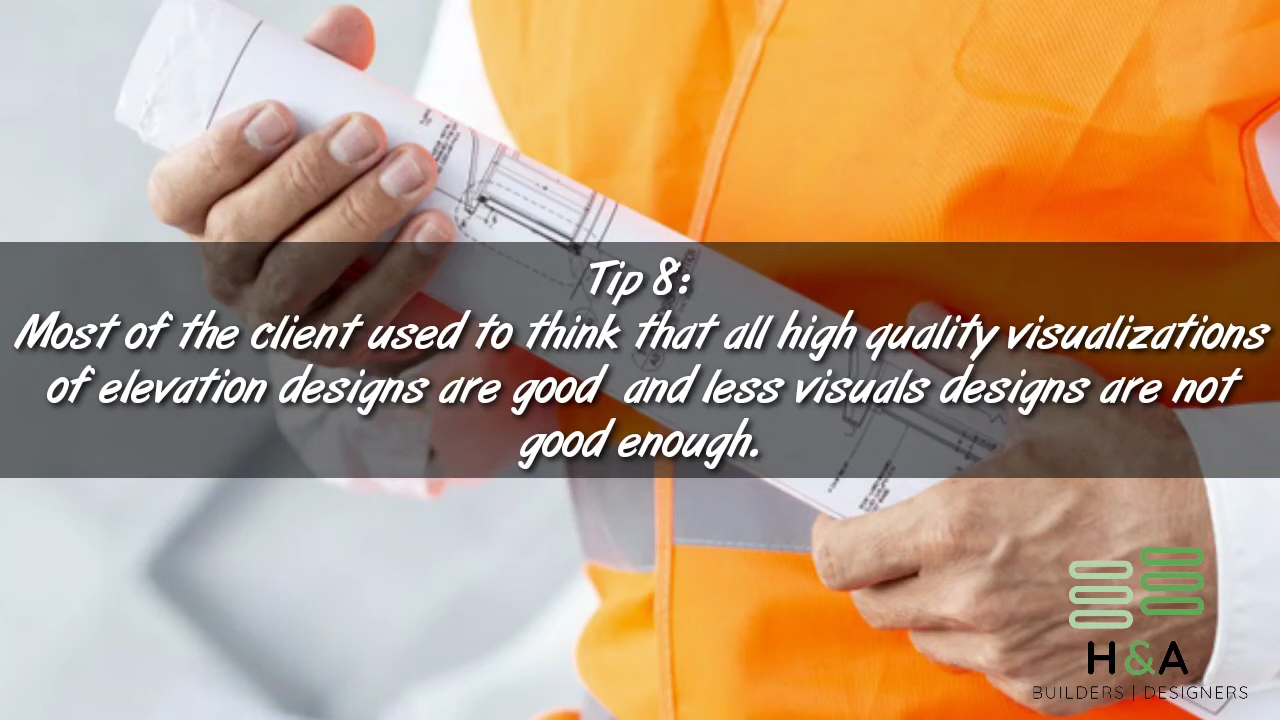 Tip 8:
Most of the client used to think that all high quality visualizations
of elevation designs are good and less visuals designs are not
good enough.
H&A
BUILDERS | DESIGNERS